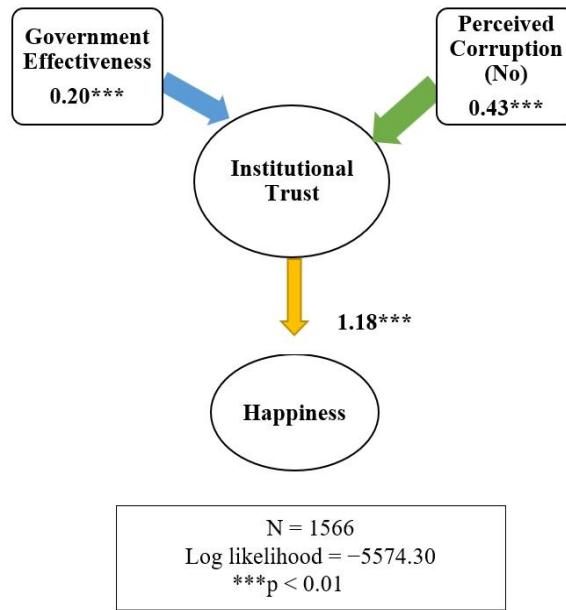 Government
Effectiveness
0.20***
Perceived
Corruption
(No)
0.43***
Institutional
Trust
1.18***
Happiness
N = 1566
Log likelihood = −5574.30
***p < 0.01